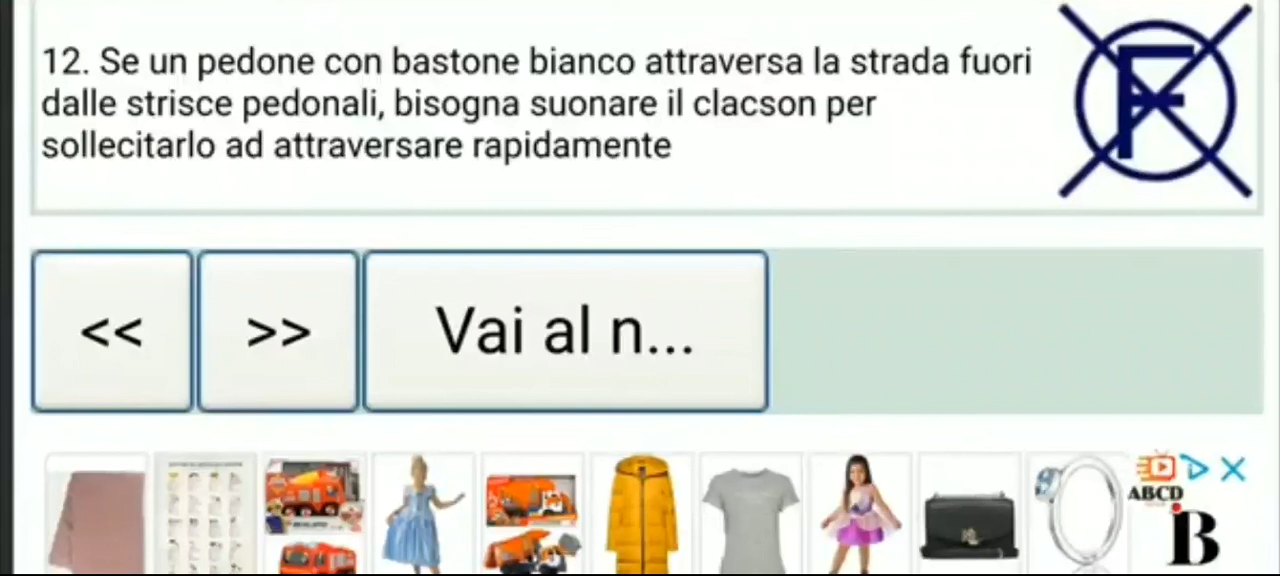 12. Se un pedone con bastone bianco attraversa la strada fuori
dalle strisce pedonali, bisogna suonare il clacson per
sollecitarlo ad attraversare rapidamente
F
<<
>>
Vai al n...
ABCD
iB